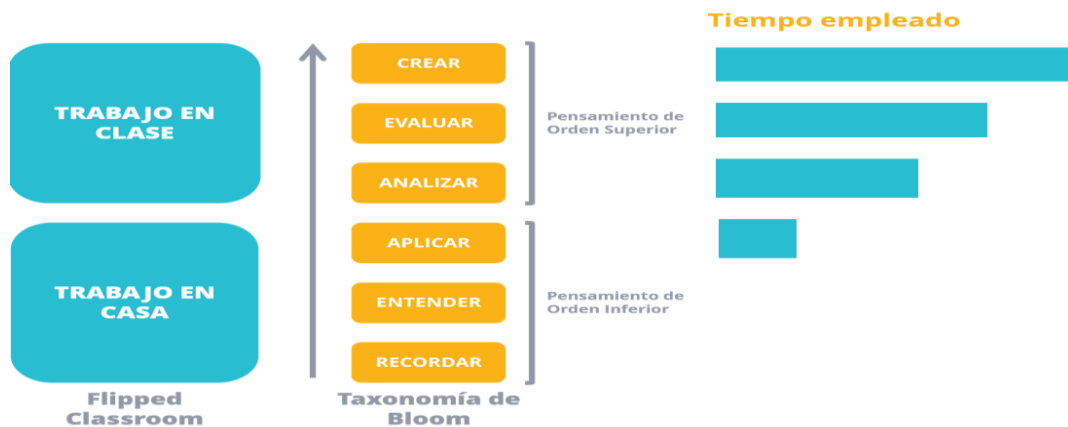 Tiempo empleado
TRABAJO EN
CLASE
CREAR
EVALUAR
ANALIZAR
Pensamiento de
Orden Superior
TRABAJO EN
CASA
APLICAR
ENTENDER
RECORDAR
Pensamiento de
Orden Inferior
Flipped
Classroom
Taxonomía de
Bloom